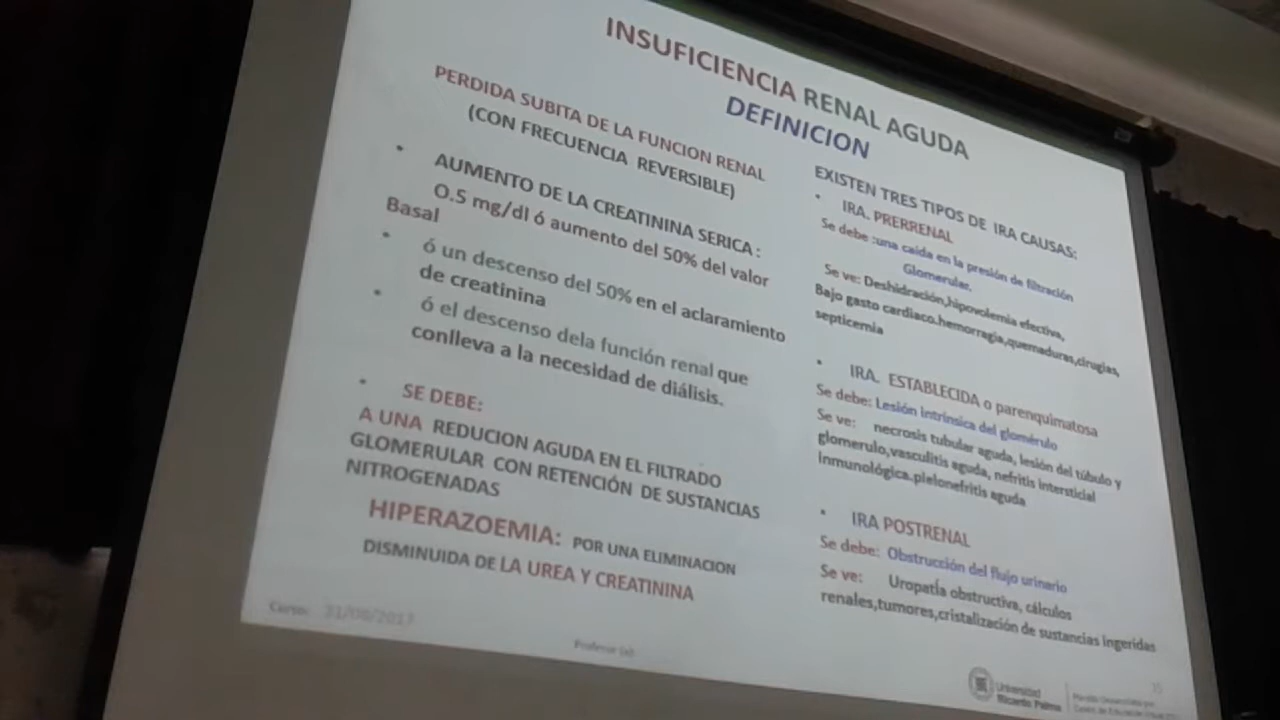 INSUFICIENCIA RENAL AGUDA
DEFINICION
PERDIDA SUBITA DE LA FUNCION RENAL
(CON FRECUENCIA REVERSIBLE)
• AUMENTO DE LA CREATININA SERICA :
O.5 mg/dl ó aumento del 50% del valor
Basal
• ó un descenso del 50% en el aclaramiento
de creatinina
• ó el descenso dela función renal que
conlleva a la necesidad de diálisis.
• SE DEBE:
A UNA REDUCION AGUDA EN EL FILTRADO
GLOMERULAR CON RETENCIÓN DE SUSTANCIAS
NITROGENADAS
HIPERAZOEMIA: POR UNA ELIMINACION
DISMINUIDA DE LA UREA Y CREATININA
EXISTEN TRES TIPOS DE IRA CAUSAS:
• IRA. PRERRENAL
Se debe :una caida en la presión de filtración
Glomerular.
Se ve: Deshidración,hipovolemia efectiva,
Bajo gasto cardiaco.hemorragia,quemaduras,cirugias,
septicemia
• IRA. ESTABLECIDA o parenquimatosa
Se debe: Lesión intrínsica del glomérulo
Se ve: necrosis tubular aguda, lesión del túbulo y
glomerulo,vasculitis aguda, nefritis intersticial
inmunológica.pielonefritis aguda
• IRA POSTRENAL
Se debe: Obstrucción del flujo urinario
Se ve: Uropatía obstructiva, cálculos
renales,tumores,cristalización de sustancias ingeridas
Curso: 31/08/2017
Profesor (a):
Universidad
Ricardo Palma